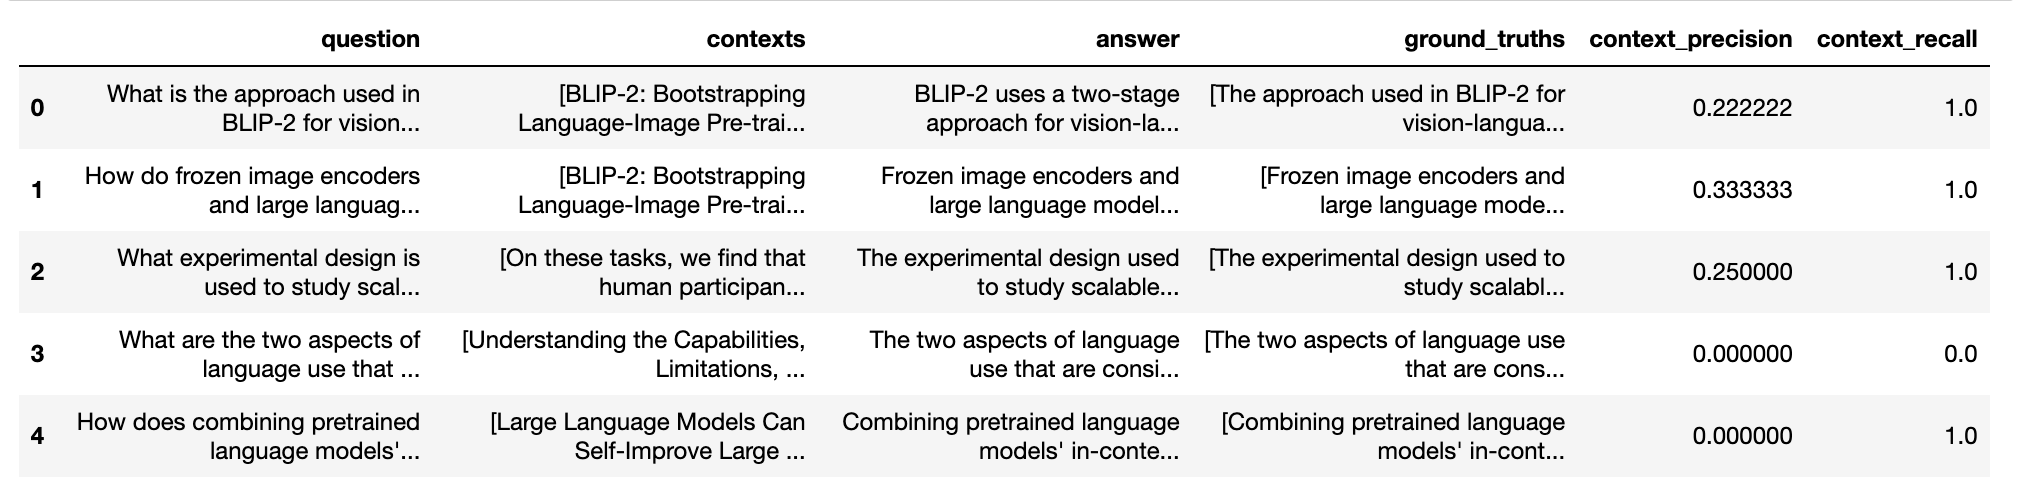 question contexts answer ground_truths context_precision context_recall
0 What is the approach used in BLIP-2 for vision... [BLIP-2: Bootstrapping Language-Image Pre-trai... BLIP-2 uses a two-stage approach for vision-la... [The approach used in BLIP-2 for vision-langua... 0.222222 1.0
1 How do frozen image encoders and large languag... [BLIP-2: Bootstrapping Language-Image Pre-trai... Frozen image encoders and large language model... [Frozen image encoders and large language mode... 0.333333 1.0
2 What experimental design is used to study scal... [On these tasks, we find that human participan... The experimental design used to study scalable... [The experimental design used to study scalabl... 0.250000 1.0
3 What are the two aspects of language use that ... [Understanding the Capabilities, Limitations, ... The two aspects of language use that are consi... [The two aspects of language use that are cons... 0.000000 0.0
4 How does combining pretrained language models'... [Large Language Models Can Self-Improve Large ... Combining pretrained language models' in-conte... [Combining pretrained language models' in-cont... 0.000000 1.0